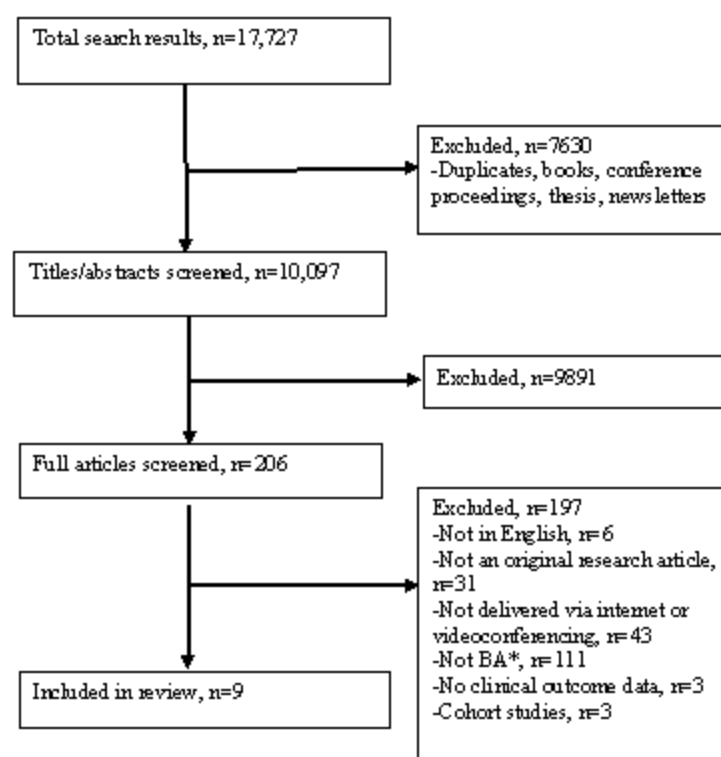 Total search results, n=17,727
Excluded, n=7630
-Duplicates, books, conference
proceedings, thesis, newsletters
Titles/abstracts screened, n=10,097
Excluded, n=9891
Full articles screened, n=206
Excluded, n=197
-Not in English, n=6
-Not an original research article,
n=31
-Not delivered via internet or
videoconferencing, n=43
-Not BA*, n=111
-No clinical outcome data, n=3
-Cohort studies, n=3
Included in review, n=9